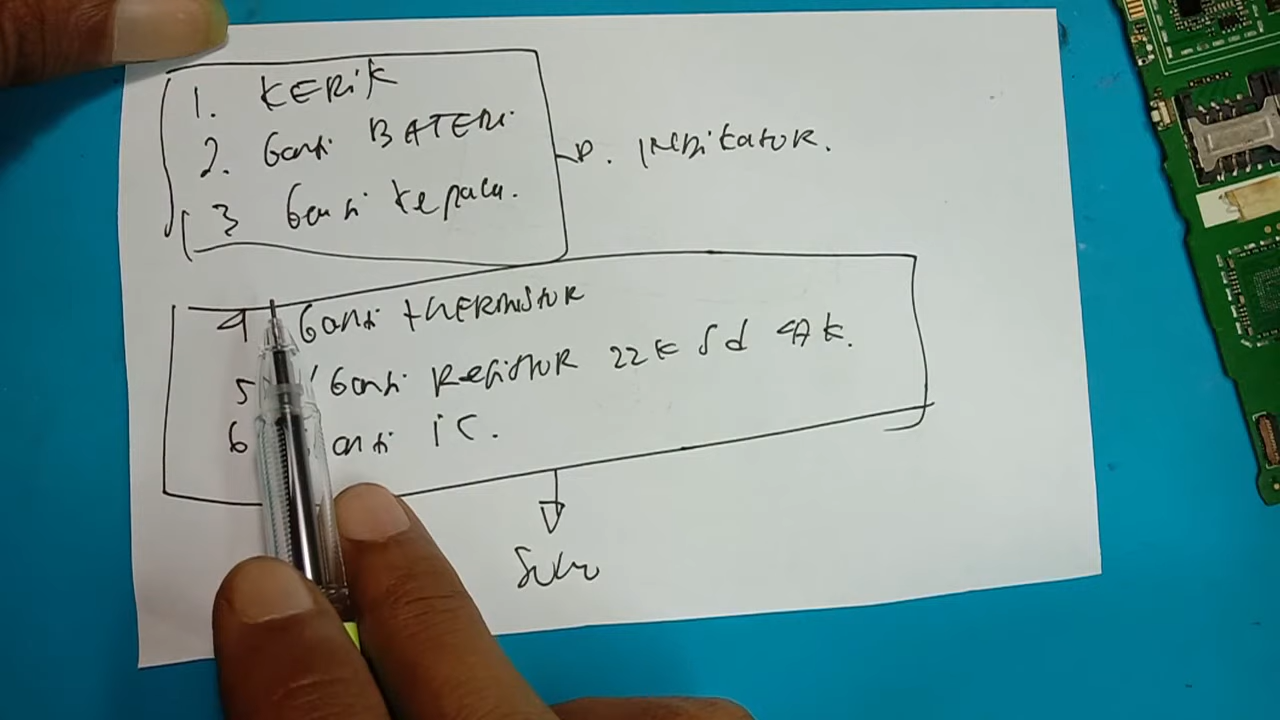 1. KERiK
2. Ganti BATERi
3 Ganti kepala.
P. INDikatoR.
4 Ganti tHERMistoR
5 Ganti ResistoR 22k Sd 47k.
6 Ganti iC.
Suhu